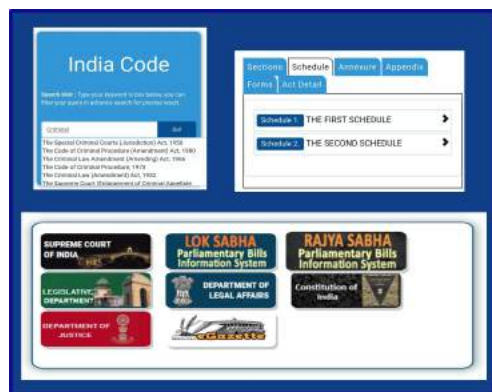 India Code
Search Hint : Type your keyword in box below, you can
filter your query in advance search for precise result.
Criminal
Go!
The Special Criminal Courts (Jurisdiction) Act, 1950
The Code of Criminal Procedure (Amendment) Act, 1980
The Criminal Law Amendment (Amending) Act, 1966
The Code of Criminal Procedure, 1973
The Criminal Law (Amendment) Act, 1932
The Supreme Court (Enlargement of Criminal Appellate
Sections Schedule Annexure Appendix
Forms Act Detail
Schedule 1. THE FIRST SCHEDULE
Schedule 2. THE SECOND SCHEDULE
SUPREME COURT
OF INDIA
LOK SABHA
Parliamentary Bills
Information System
RAJYA SABHA
Parliamentary Bills
Information System
LEGISLATIVE
DEPARTMENT
DEPARTMENT OF
LEGAL AFFAIRS
Constitution of
India
DEPARTMENT OF
JUSTICE
eGazette